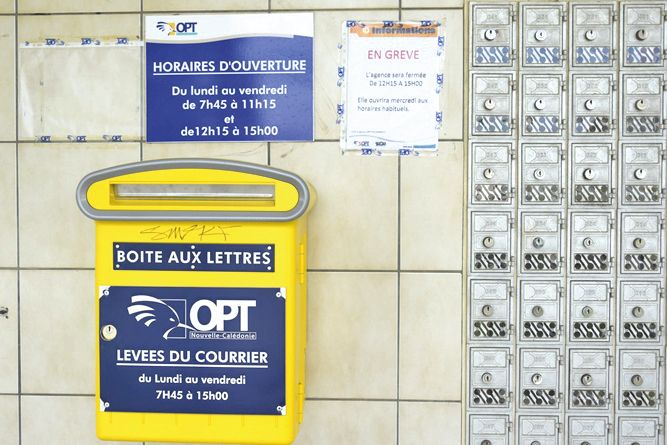 OPT
HORAIRES D'OUVERTURE
Du lundi au vendredi
de 7h45 à 11h15
et
de12h15 à 15h00
Informations
EN GREVE
L'agence sera fermée
De 12H15 À 15H00
Elle ouvrira mercredi aux
horaires habituels.
OPT
BOITE AUX LETTRES
OPT
Nouvelle-Calédonie
LEVEES DU COURRIER
du Lundi au vendredi
7H45 à 15h00